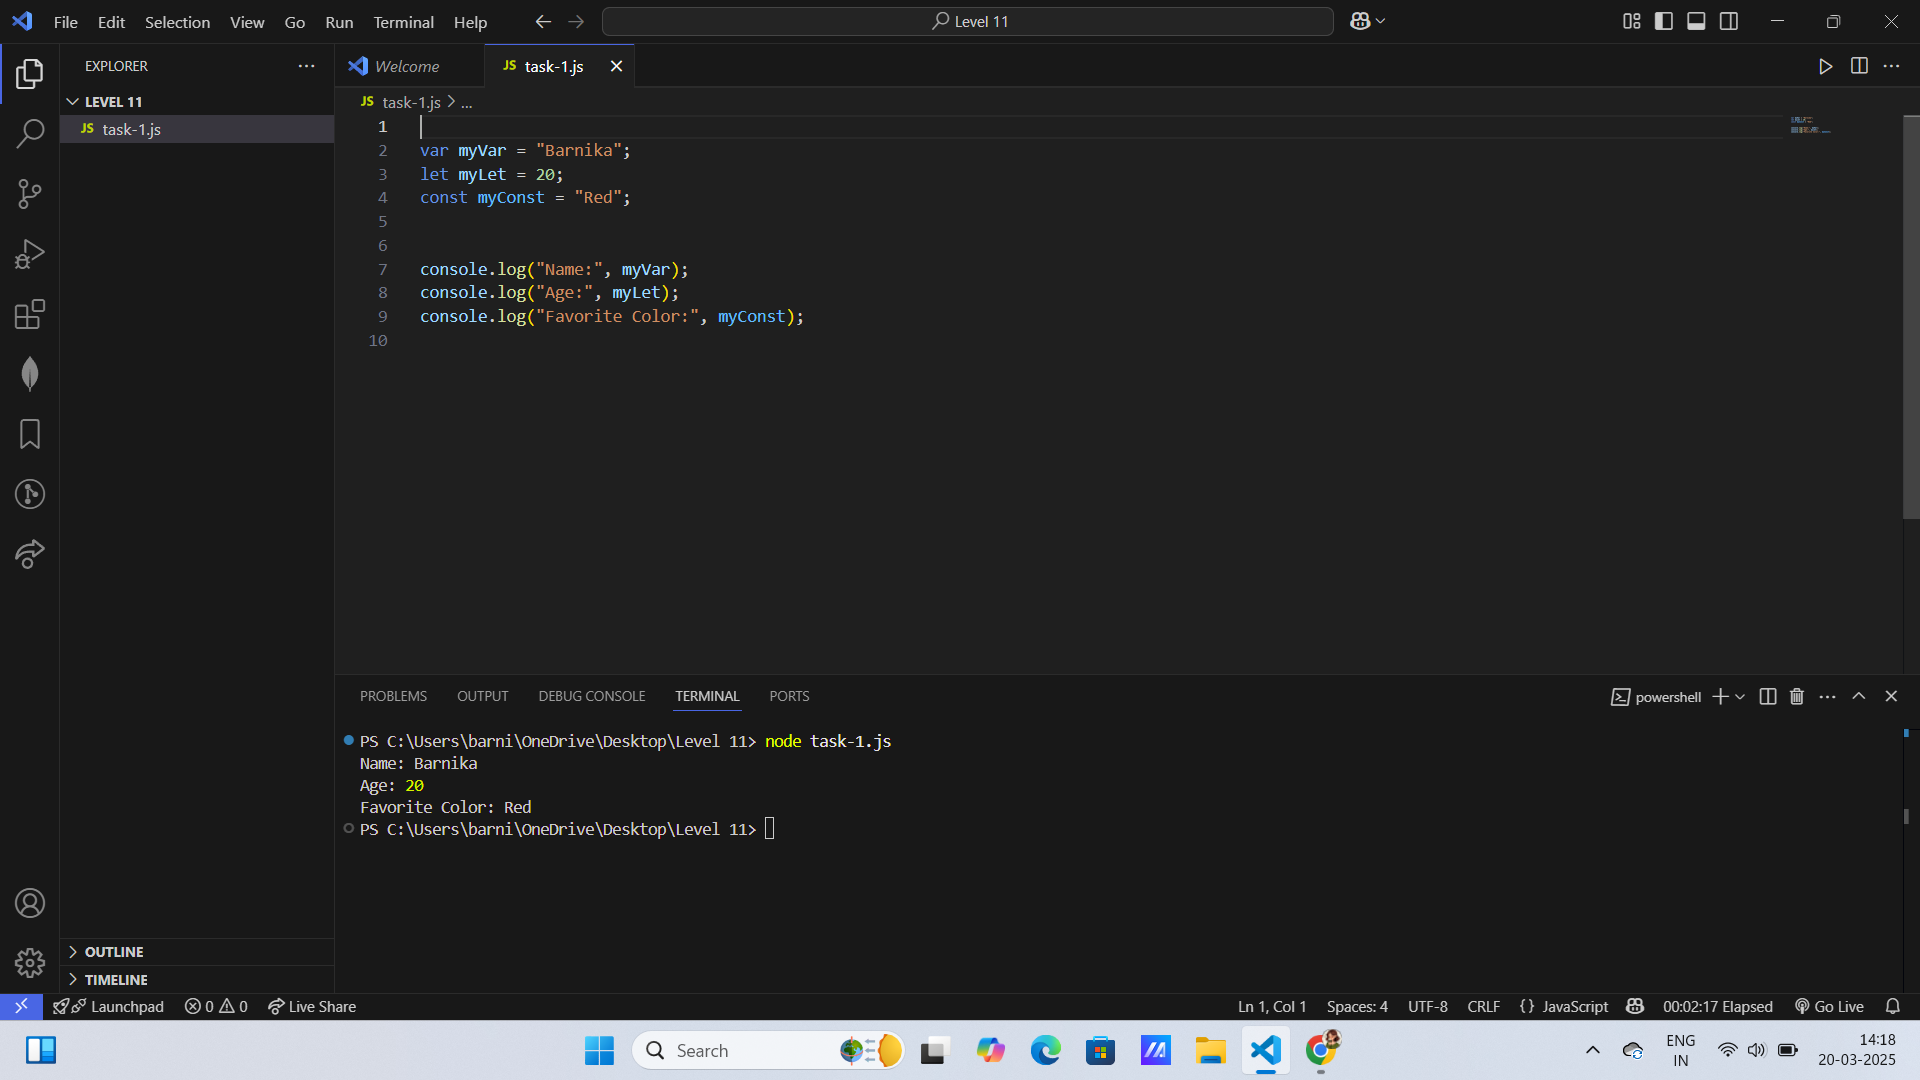 File Edit Selection View Go Run Terminal Help Level 11
EXPLORER
Welcome
JS task-1.js
LEVEL 11
JS task-1.js
JS task-1.js > ...
1
2 var myVar = "Barnika";
3 let myLet = 20;
4 const myConst = "Red";
5
6
7 console.log("Name:", myVar);
8 console.log("Age:", myLet);
9 console.log("Favorite Color:", myConst);
10
PROBLEMS OUTPUT DEBUG CONSOLE TERMINAL PORTS powershell
PS C:\Users\barni\OneDrive\Desktop\Level 11> node task-1.js
Name: Barnika
Age: 20
Favorite Color: Red
PS C:\Users\barni\OneDrive\Desktop\Level 11>
OUTLINE
TIMELINE
Launchpad 0 0 Live Share Ln 1, Col 1 Spaces: 4 UTF-8 CRLF {} JavaScript 00:02:17 Elapsed Go Live
Search
ENG
IN
14:18
20-03-2025